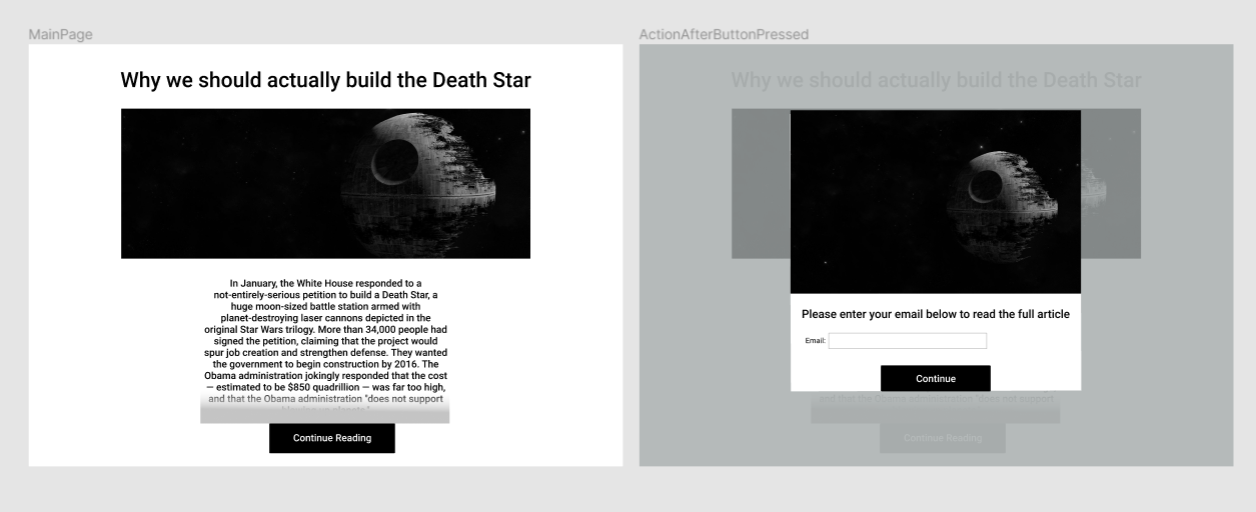 MainPage
Why we should actually build the Death Star
In January, the White House responded to a
not-entirely-serious petition to build a Death Star, a
huge moon-sized battle station armed with
planet-destroying laser cannons depicted in the
original Star Wars trilogy. More than 34,000 people had
signed the petition, claiming that the project would
spur job creation and strengthen defense. They wanted
the government to begin construction by 2016. The
Obama administration jokingly responded that the cost
— estimated to be $850 quadrillion — was far too high,
and that the Obama administration "does not support
Continue Reading
ActionAfterButtonPressed
Why we should actually build the Death Star
Please enter your email below to read the full article
Email:
Continue
and that the Obama administration "does not support
Continue Reading